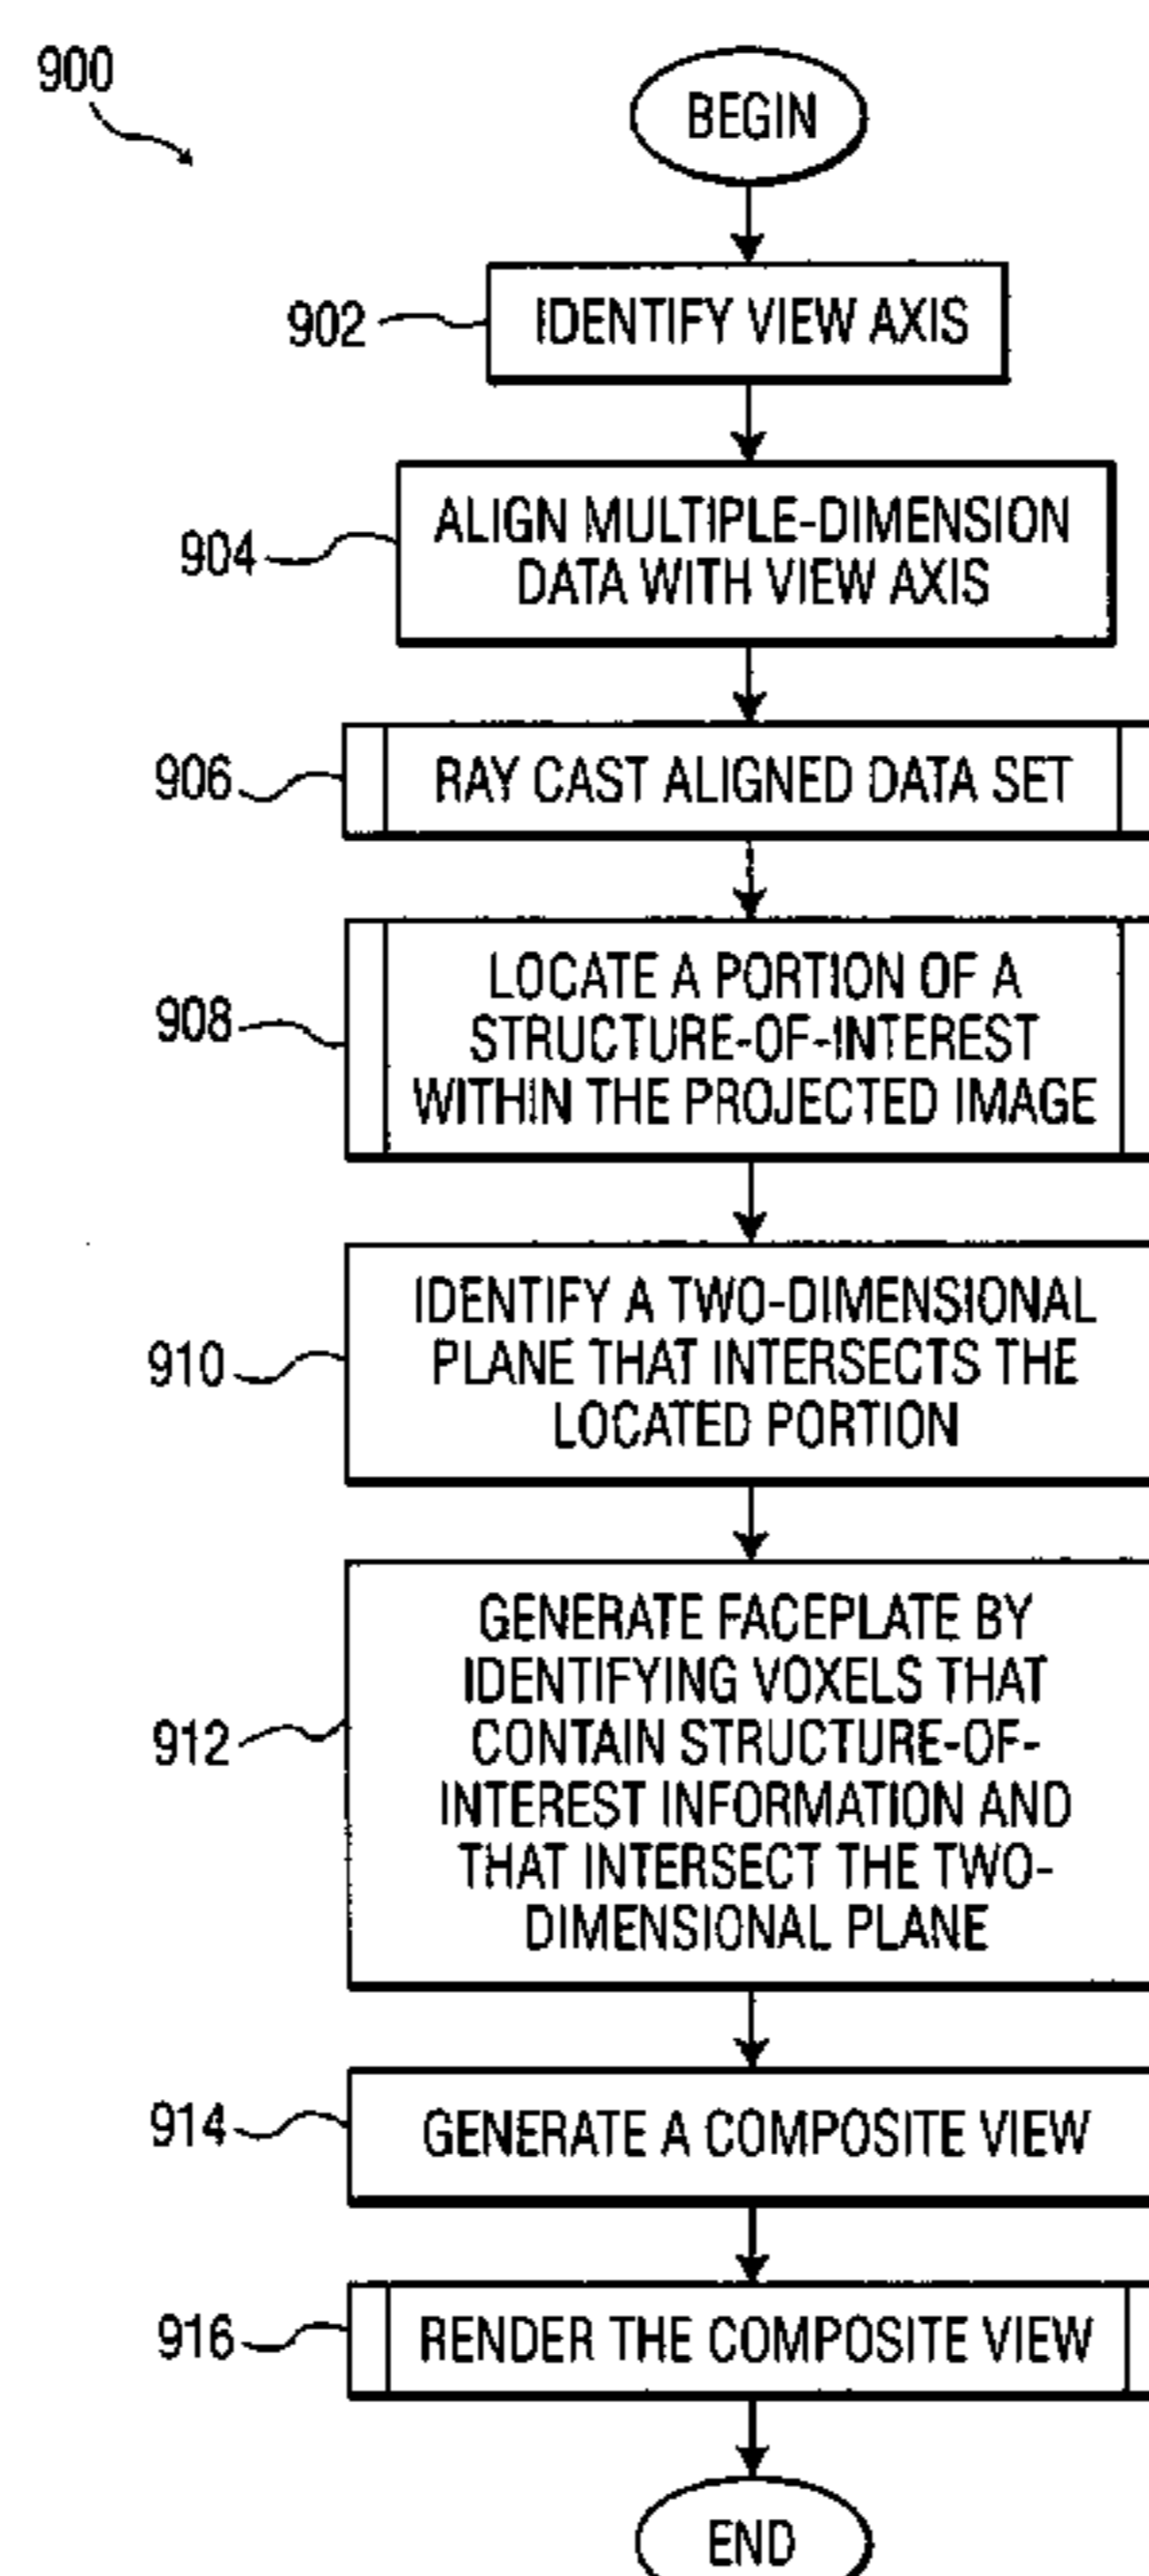 900
BEGIN
902
IDENTIFY VIEW AXIS
904
ALIGN MULTIPLE-DIMENSION
DATA WITH VIEW AXIS
906
RAY CAST ALIGNED DATA SET
908
LOCATE A PORTION OF A
STRUCTURE-OF-INTEREST
WITHIN THE PROJECTED IMAGE
910
IDENTIFY A TWO-DIMENSIONAL
PLANE THAT INTERSECTS THE
LOCATED PORTION
912
GENERATE FACEPLATE BY
IDENTIFYING VOXELS THAT
CONTAIN STRUCTURE-OF-
INTEREST INFORMATION AND
THAT INTERSECT THE TWO-
DIMENSIONAL PLANE
914
GENERATE A COMPOSITE VIEW
916
RENDER THE COMPOSITE VIEW
END